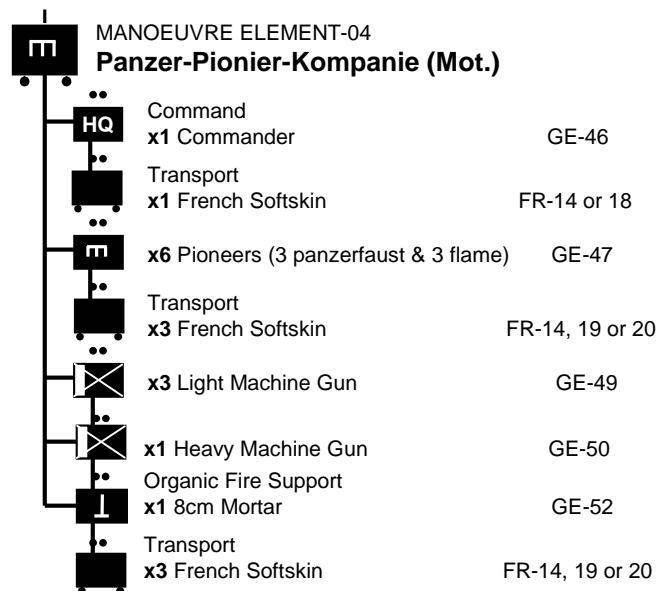 MANOEUVRE ELEMENT-04
Panzer-Pionier-Kompanie (Mot.)
Command
HQ x1 Commander GE-46
Transport
x1 French Softskin FR-14 or 18
x6 Pioneers (3 panzerfaust & 3 flame) GE-47
Transport
x3 French Softskin FR-14, 19 or 20
x3 Light Machine Gun GE-49
x1 Heavy Machine Gun GE-50
Organic Fire Support
x1 8cm Mortar GE-52
Transport
x3 French Softskin FR-14, 19 or 20